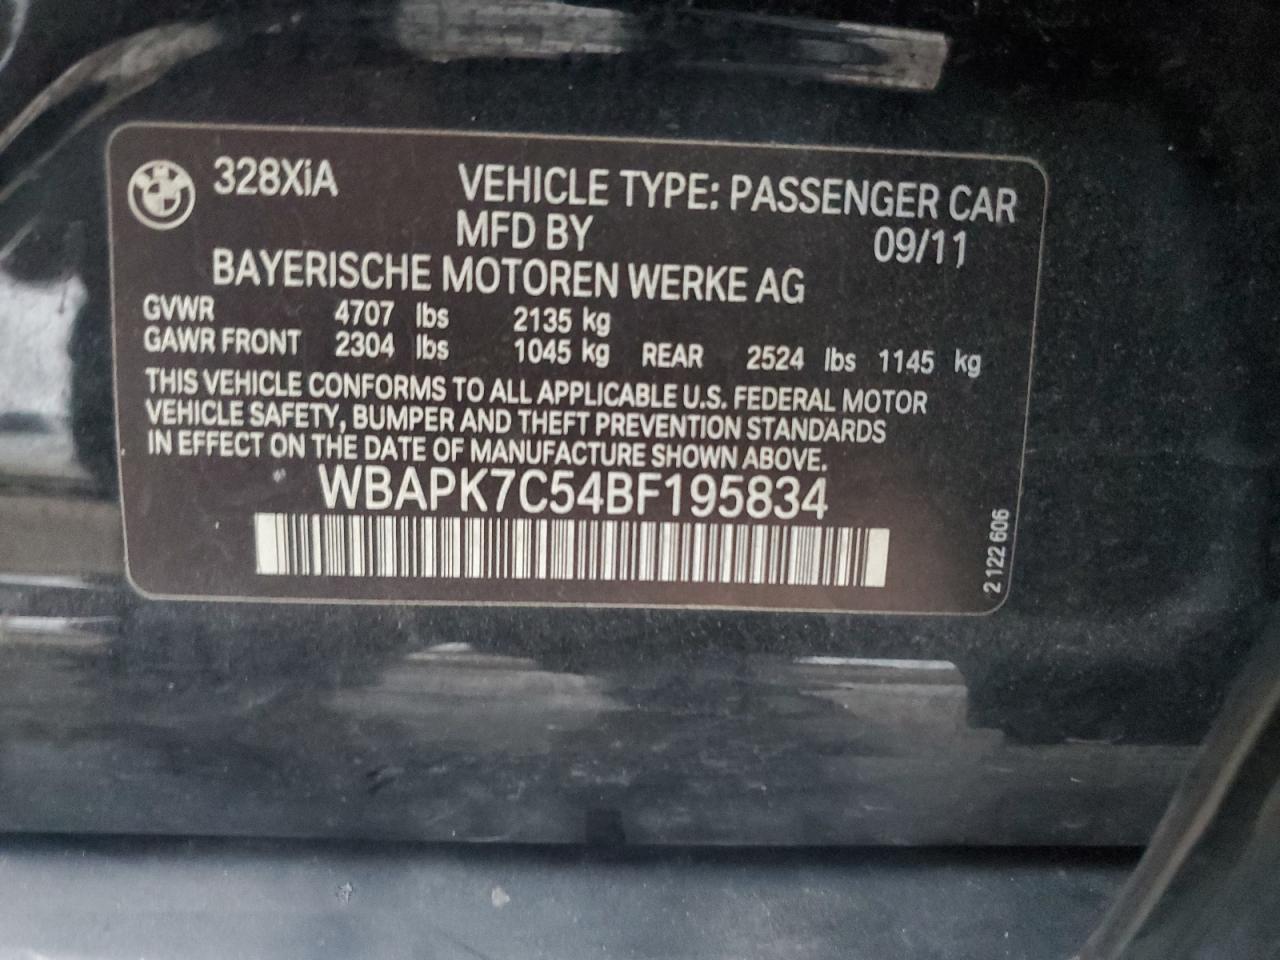 328XiA VEHICLE TYPE: PASSENGER CAR
MFD BY 09/11
BAYERISCHE MOTOREN WERKE AG
GVWR 4707 lbs 2135 kg
GAWR FRONT 2304 lbs 1045 kg REAR 2524 lbs 1145 kg
THIS VEHICLE CONFORMS TO ALL APPLICABLE U.S. FEDERAL MOTOR
VEHICLE SAFETY, BUMPER AND THEFT PREVENTION STANDARDS
IN EFFECT ON THE DATE OF MANUFACTURE SHOWN ABOVE.
WBAPK7C54BF195834
2 122 606